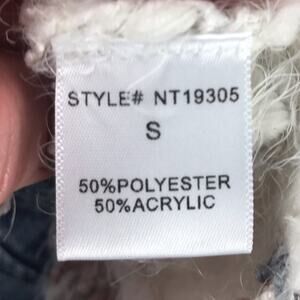 STYLE# NT19305
S
50%POLYESTER
50%ACRYLIC